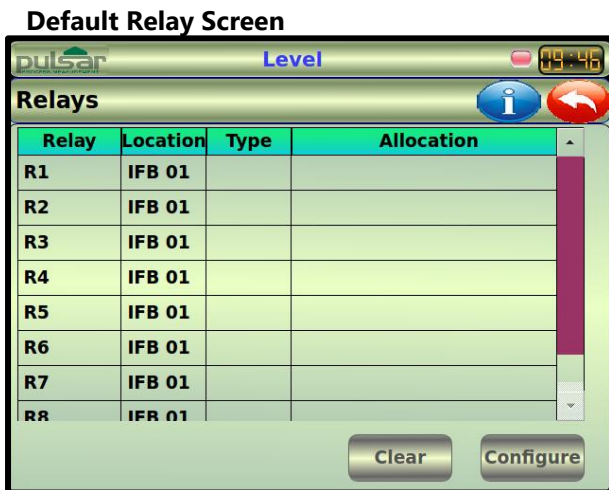 Default Relay Screen
pulsar Level 09:46
PROCESS MEASUREMENT
Relays i
Relay Location Type Allocation
R1 IFB 01
R2 IFB 01
R3 IFB 01
R4 IFB 01
R5 IFB 01
R6 IFB 01
R7 IFB 01
R8 IFB 01
Clear Configure